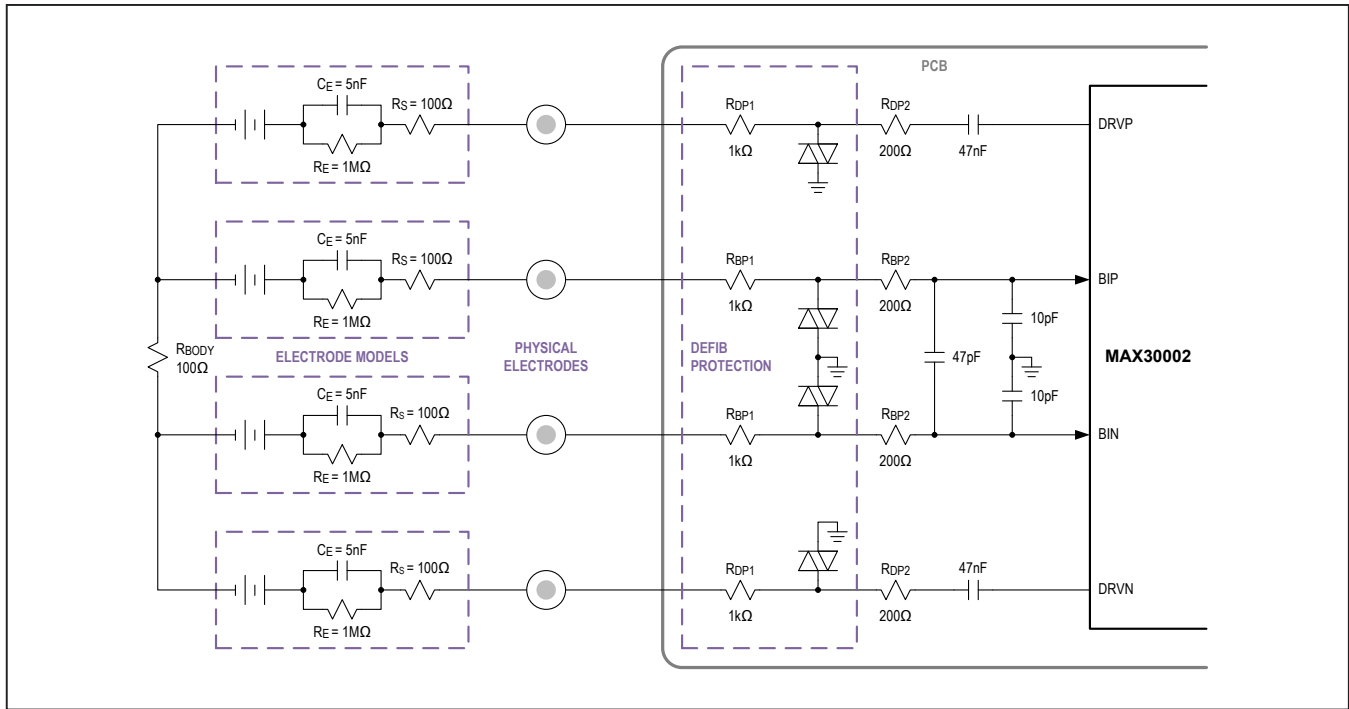 PCB
CE = 5nF
RS = 100Ω
RE = 1MΩ
RDP1
1kΩ
RDP2
200Ω
47nF
DRVP
CE = 5nF
RS = 100Ω
RE = 1MΩ
RBP1
1kΩ
RBP2
200Ω
BIP
10pF
RBODY
100Ω
ELECTRODE MODELS
PHYSICAL
ELECTRODES
DEFIB
PROTECTION
47pF
MAX30002
10pF
CE = 5nF
RS = 100Ω
RE = 1MΩ
RBP1
1kΩ
RBP2
200Ω
BIN
CE = 5nF
RS = 100Ω
RE = 1MΩ
RDP1
1kΩ
RDP2
200Ω
47nF
DRVN